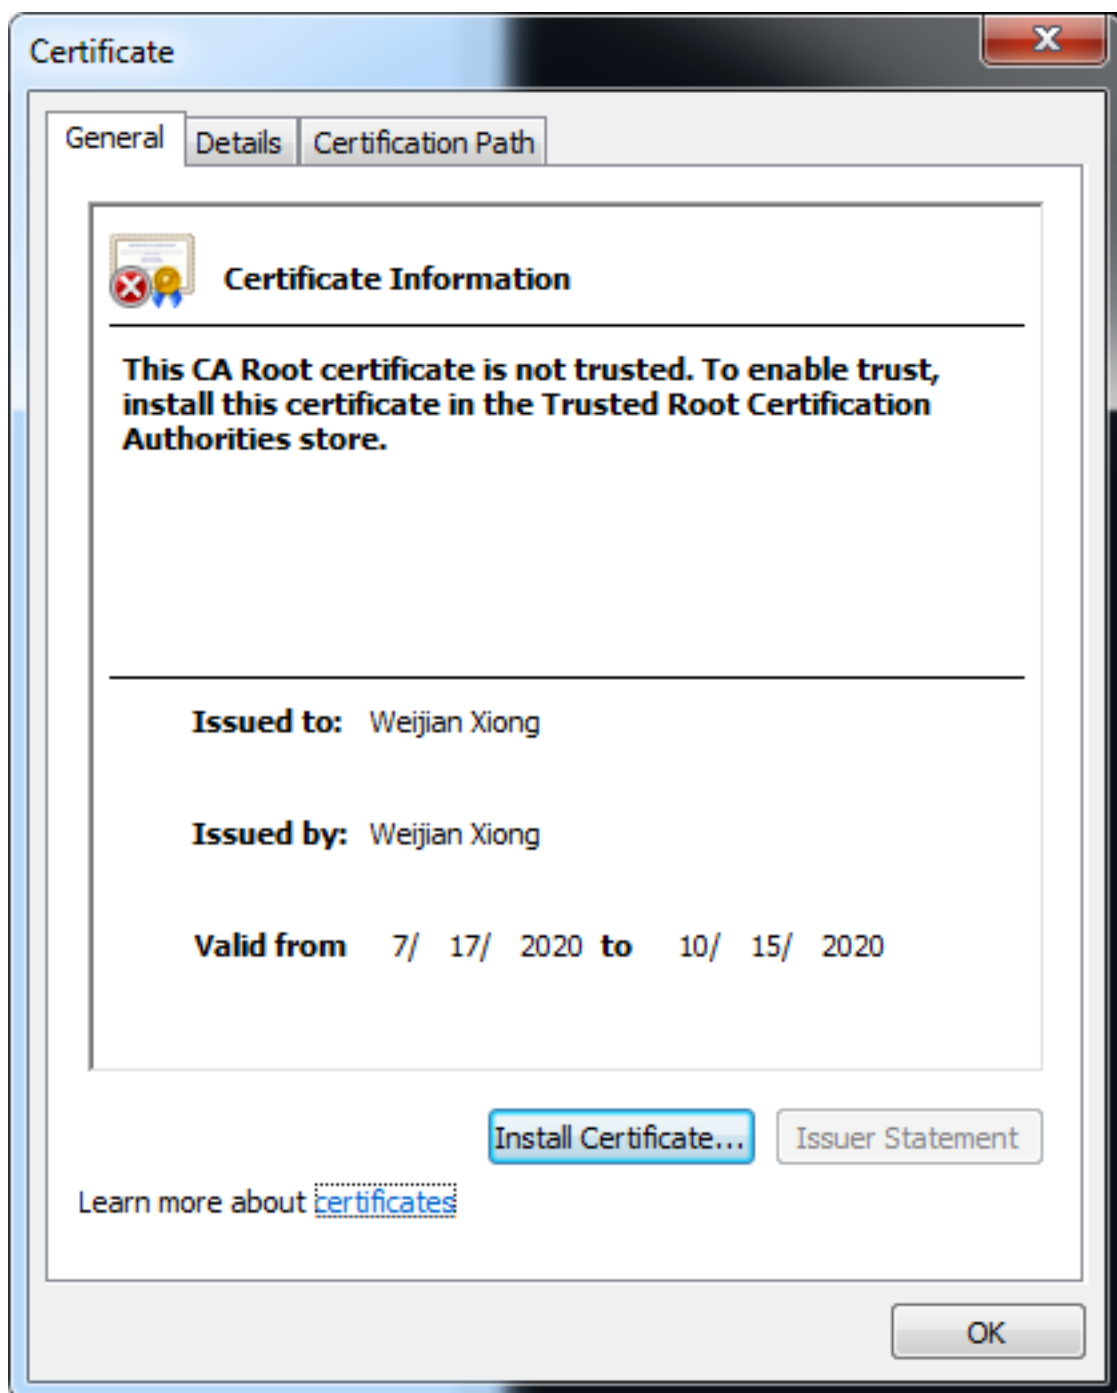 Certificate
General Details Certification Path
Certificate Information
This CA Root certificate is not trusted. To enable trust,
install this certificate in the Trusted Root Certification
Authorities store.
Issued to: Weijian Xiong
Issued by: Weijian Xiong
Valid from 7/ 17/ 2020 to 10/ 15/ 2020
Install Certificate... Issuer Statement
Learn more about certificates
OK